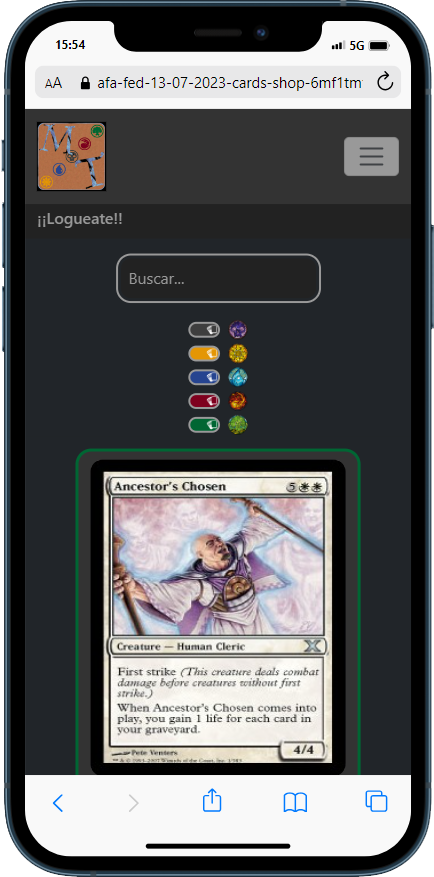 15:54
5G
AA afa-fed-13-07-2023-cards-shop-6mf1tm
M
T
¡¡Logueate!!
Buscar...
Ancestor's Chosen 5
Creature — Human Cleric
First strike (This creature deals combat
damage before creatures without first
strike.)
When Ancestor's Chosen comes into
play, you gain 1 life for each card in
your graveyard.
4/4
Pete Venters